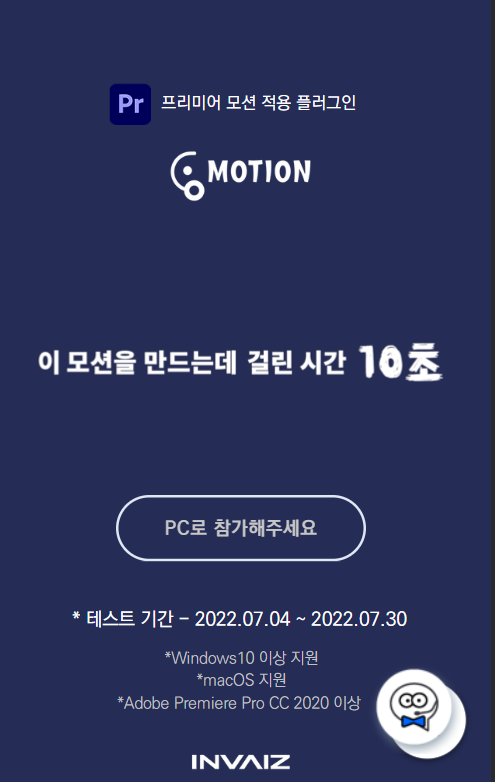 Pr 프리미어 모션 적용 플러그인
MOTION
이 모션을 만드는데 걸린 시간 10초
PC로 참가해주세요
* 테스트 기간 - 2022.07.04 ~ 2022.07.30
*Windows10 이상 지원
*macOS 지원
*Adobe Premiere Pro CC 2020 이상
INVAIZ